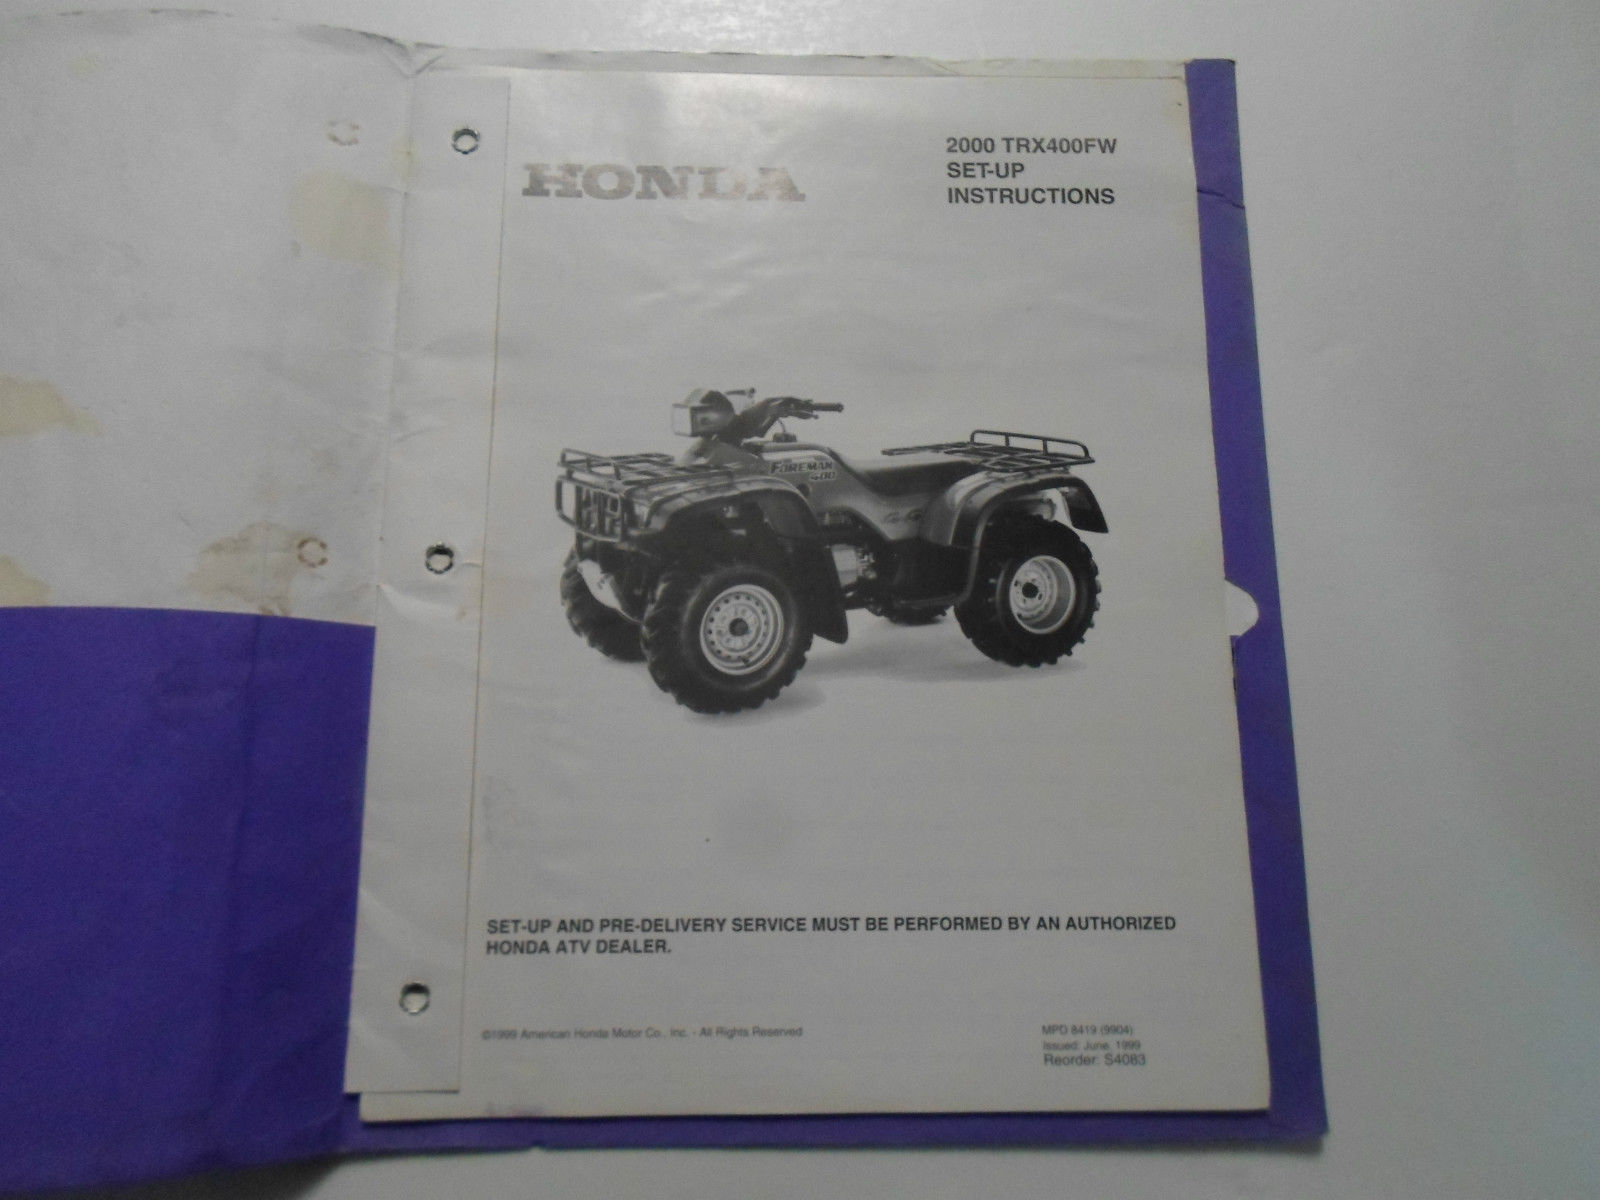 HONDA
2000 TRX400FW
SET-UP
INSTRUCTIONS
FOREMAN
400
SET-UP AND PRE-DELIVERY SERVICE MUST BE PERFORMED BY AN AUTHORIZED
HONDA ATV DEALER.
©1999 American Honda Motor Co., Inc. - All Rights Reserved
MPD 8419 (9904)
Issued: June, 1999
Reorder: S4083